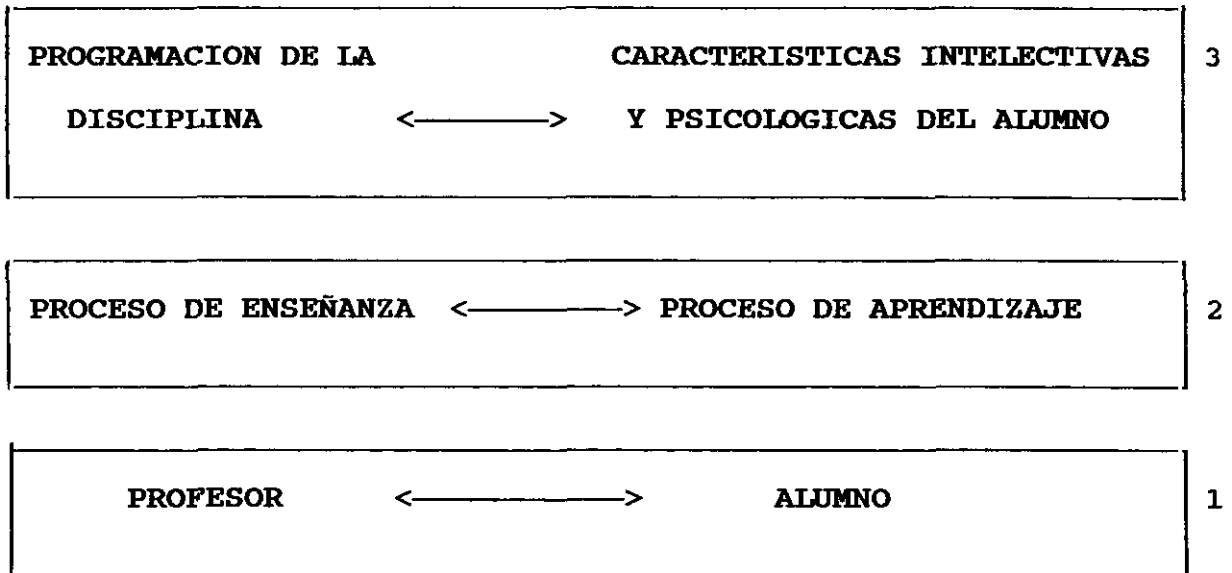 PROGRAMACION DE LA CARACTERISTICAS INTELECTIVAS 3
DISCIPLINA <———> Y PSICOLOGICAS DEL ALUMNO
PROCESO DE ENSEÑANZA <———> PROCESO DE APRENDIZAJE 2
PROFESOR <———> ALUMNO 1